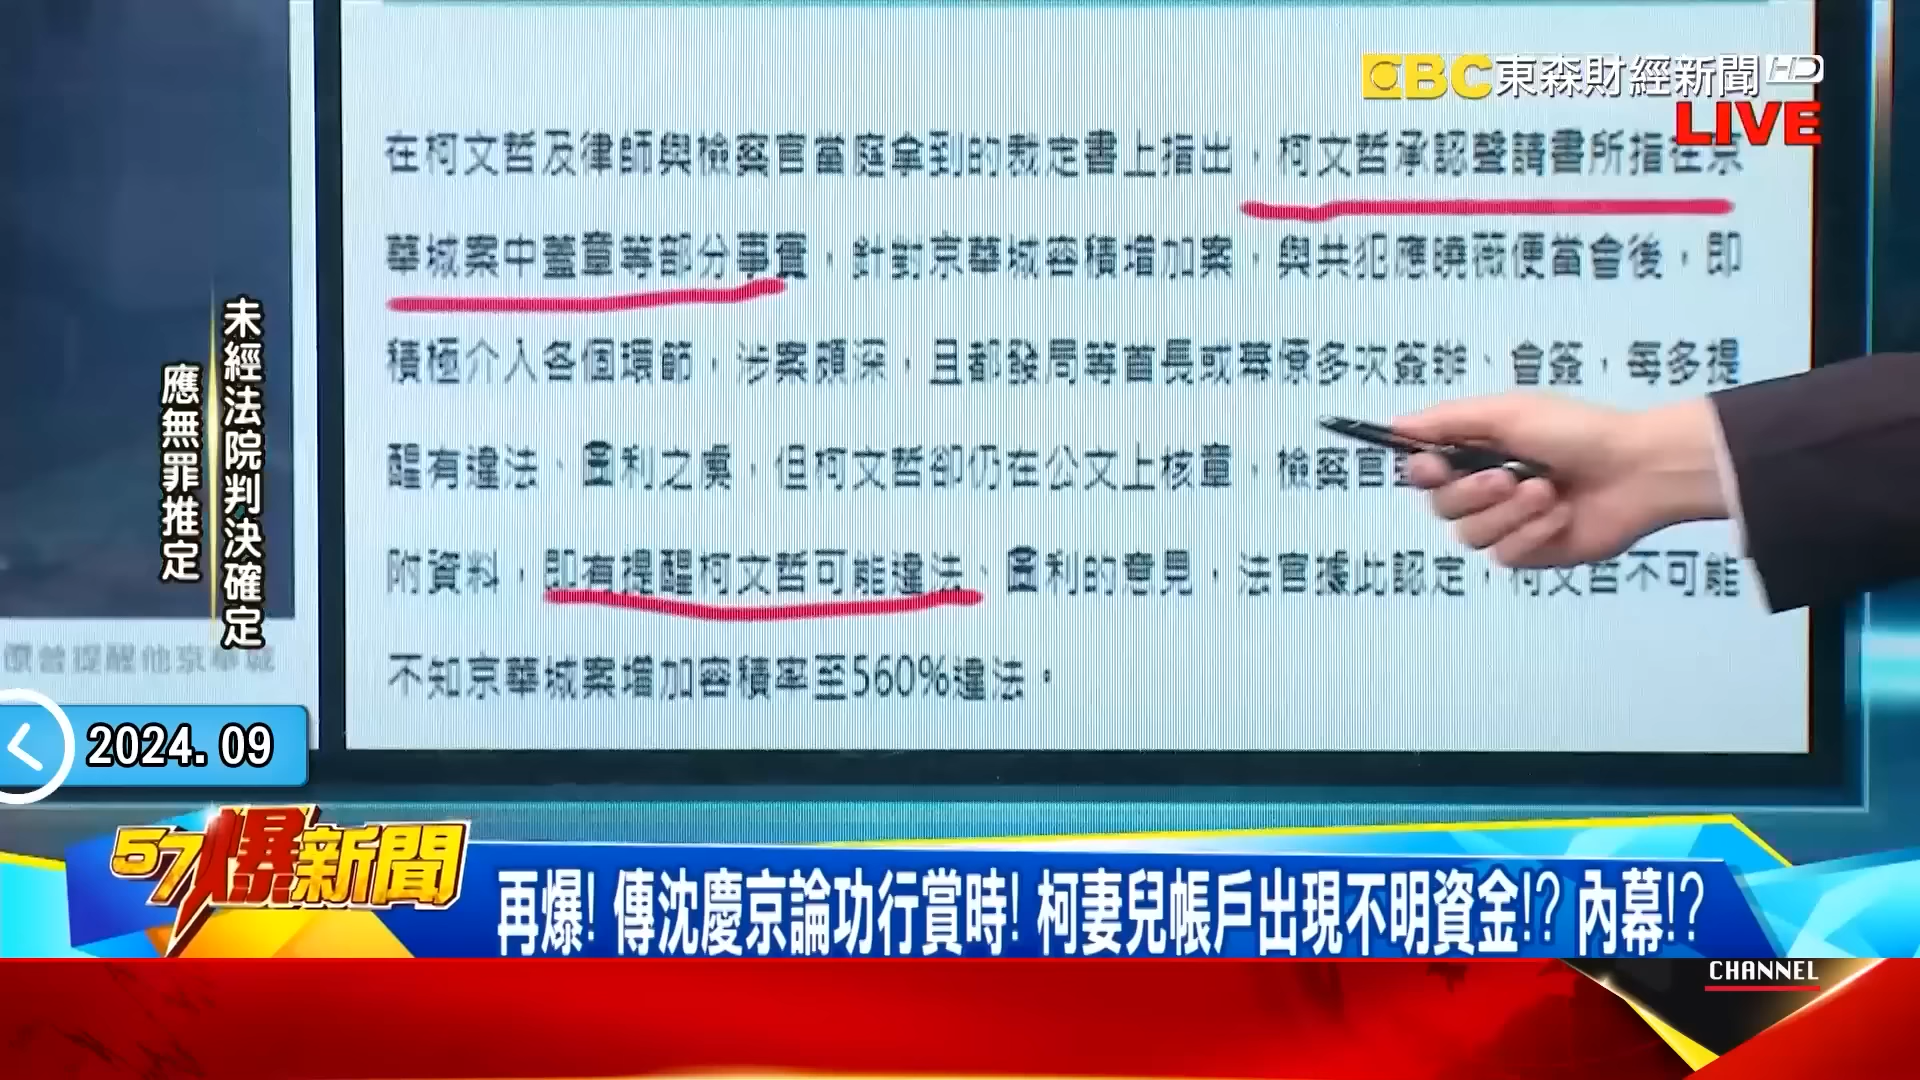 EBC 東森財經新聞 HD
LIVE
在柯文哲及律師與檢察官當庭拿到的裁定書上指出，柯文哲承認聲請書所指在京
華城案中蓋章等部分事實，針對京華城容積增加案，與共犯應曉薇便當會後，即
積極介入各個環節，涉案頗深，且都發局等首長或幕僚多次簽辦、會簽，每多提
醒有違法、圖利之虞，但柯文哲卻仍在公文上核章，檢察官
附資料，即有提醒柯文哲可能違法、圖利的意見，法官據此認定，柯文哲不可能
不知京華城案增加容積率至560%違法。
未經法院判決確定
應無罪推定
曾提醒他京華城
2024.09
57爆新聞
再爆! 傳沈慶京論功行賞時! 柯妻兒帳戶出現不明資金!? 內幕!?
CHANNEL